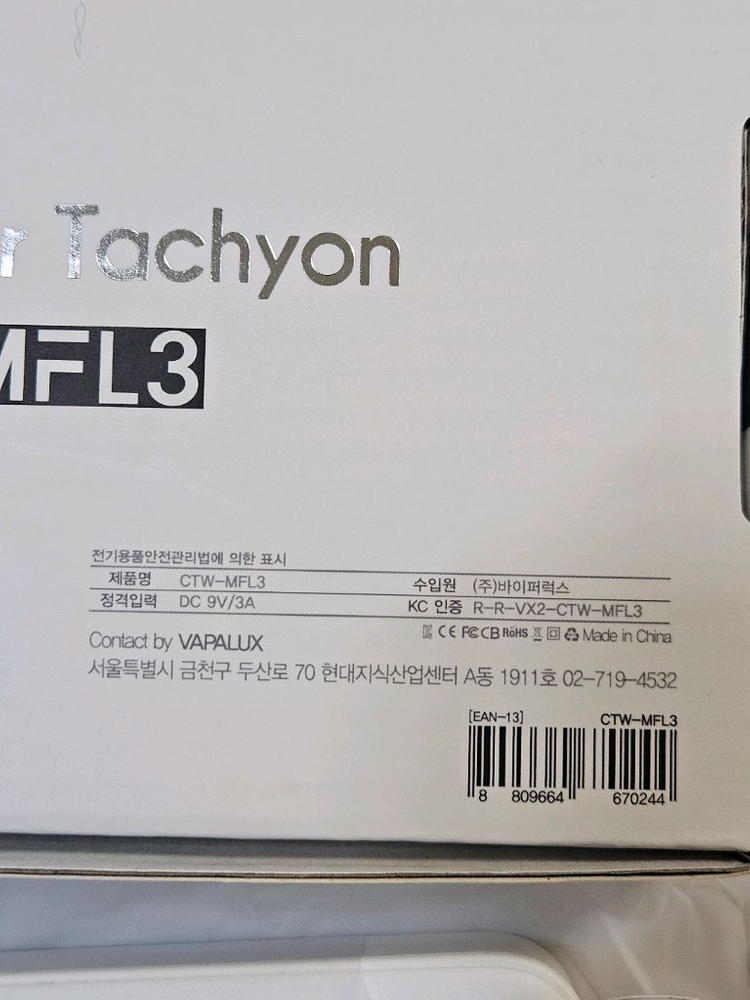 r Tachyon
MFL3
전기용품안전관리법에 의한 표시
제품명 CTW-MFL3 수입원 (주)바이퍼럭스
정격입력 DC 9V/3A KC 인증 R-R-VX2-CTW-MFL3
CE FC CB RoHS Made in China
Contact by VAPALUX
서울특별시 금천구 두산로 70 현대지식산업센터 A동 1911호 02-719-4532
[EAN-13] CTW-MFL3
8 809664 670244